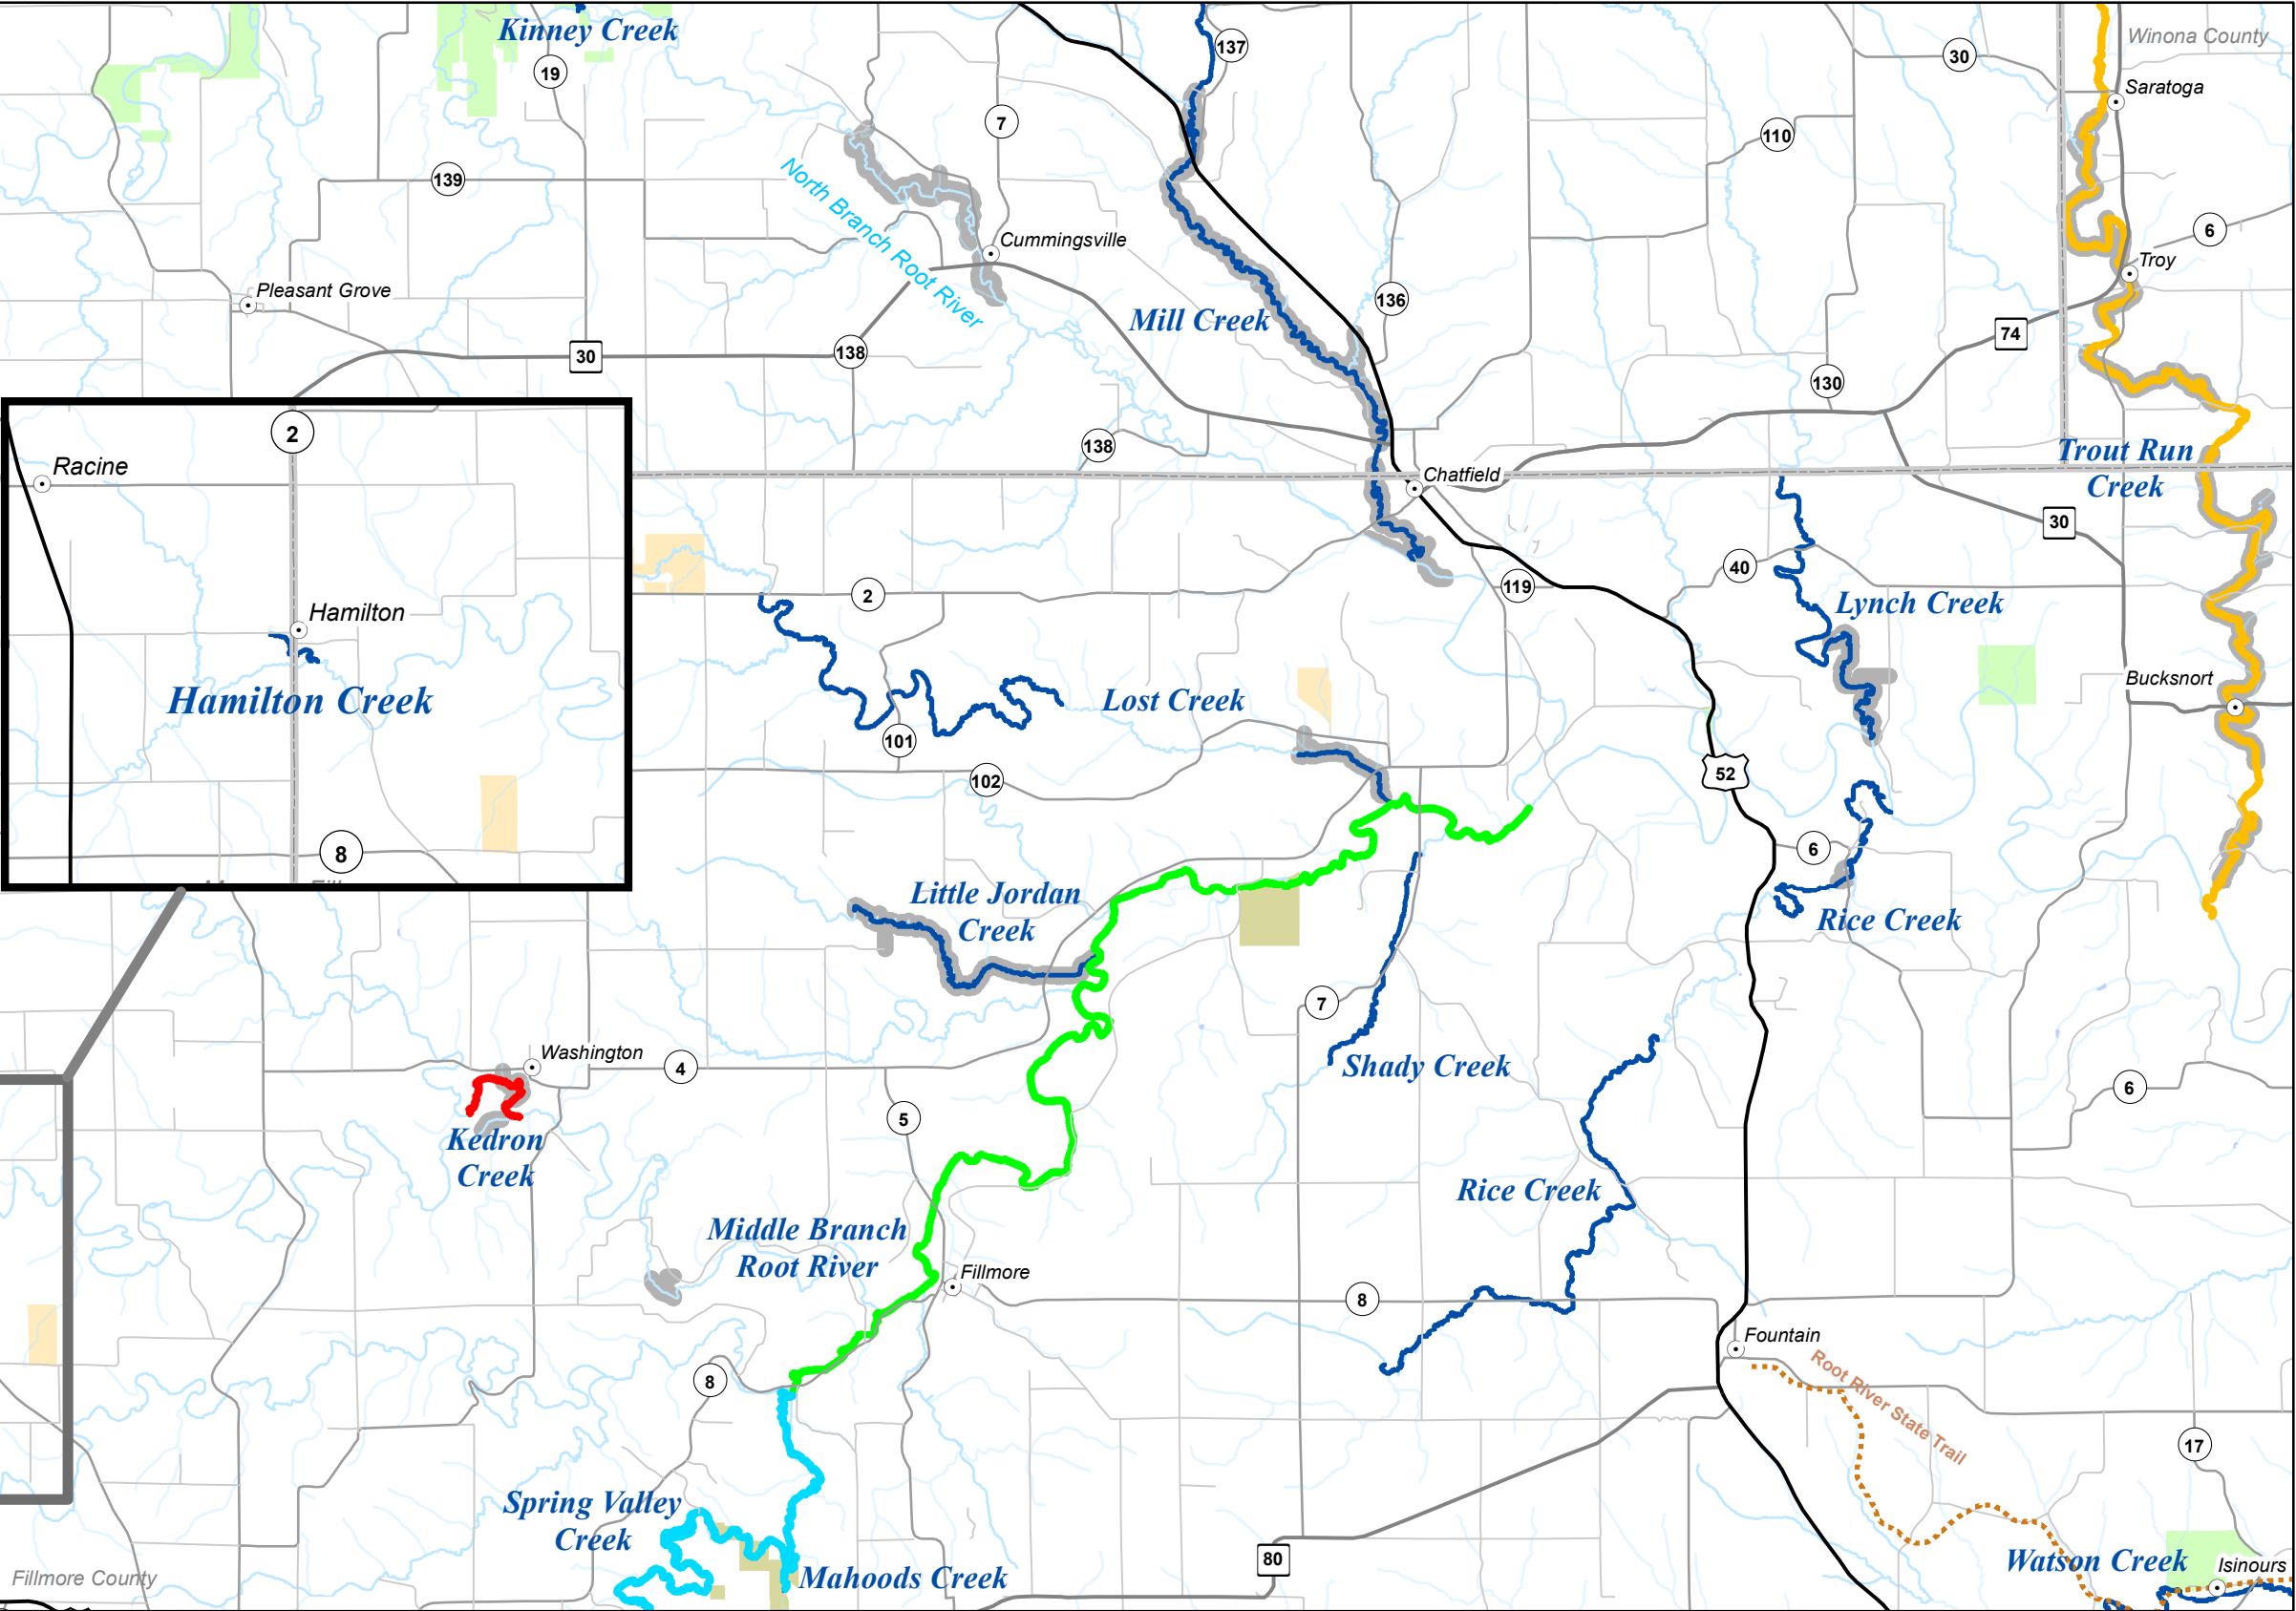 Kinney Creek
19
137
30
Winona County
Saratoga
7
110
139
North Branch Root River
Cummingsville
6
Troy
Pleasant Grove
136
Mill Creek
74
30
138
130
2
138
Trout Run
Creek
Racine
Chatfield
30
40
119
2
Hamilton
Lynch Creek
Hamilton Creek
Lost Creek
Bucksnort
101
102
52
8
6
Little Jordan
Creek
Rice Creek
7
Washington
4
Shady Creek
6
5
Kedron
Creek
Rice Creek
Middle Branch
Root River
Fillmore
8
Fountain
Root River State Trail
8
17
Spring Valley
Creek
80
Watson Creek
Isinours
Fillmore County
Mahoods Creek